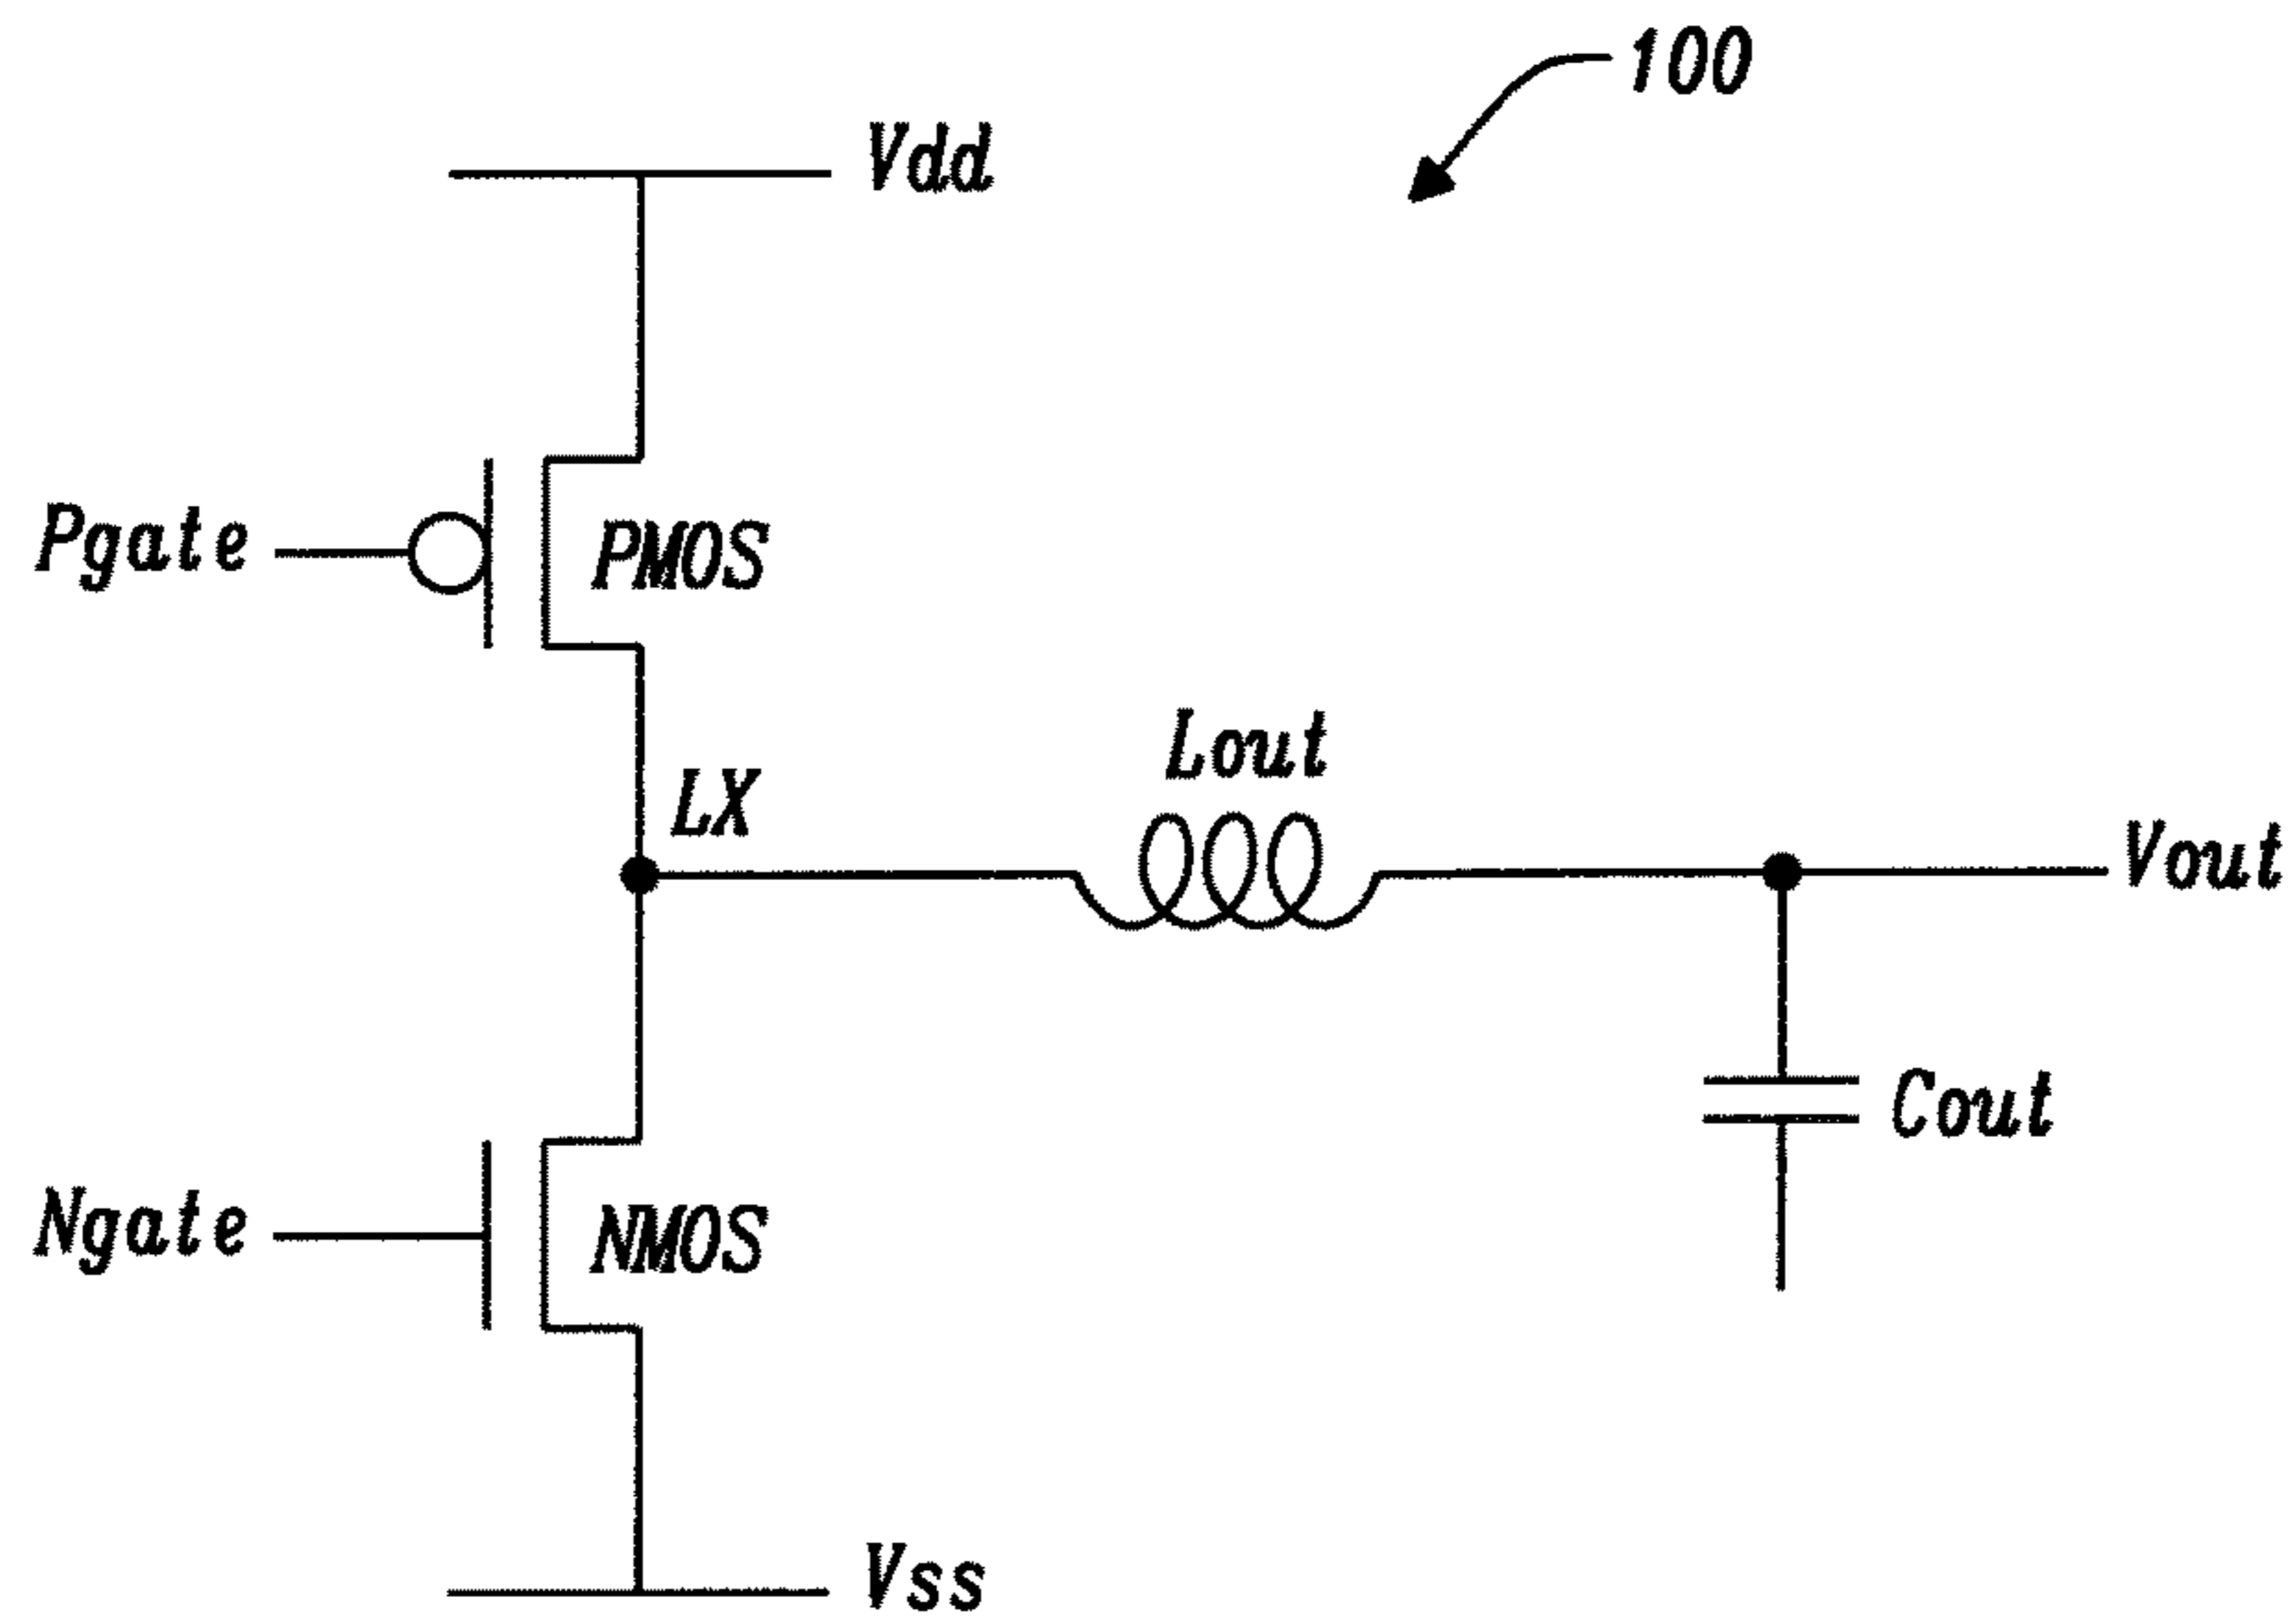 100
Vdd
Pgate
PMOS
Lout
LX
Vout
Cout
Ngate
NMOS
Vss